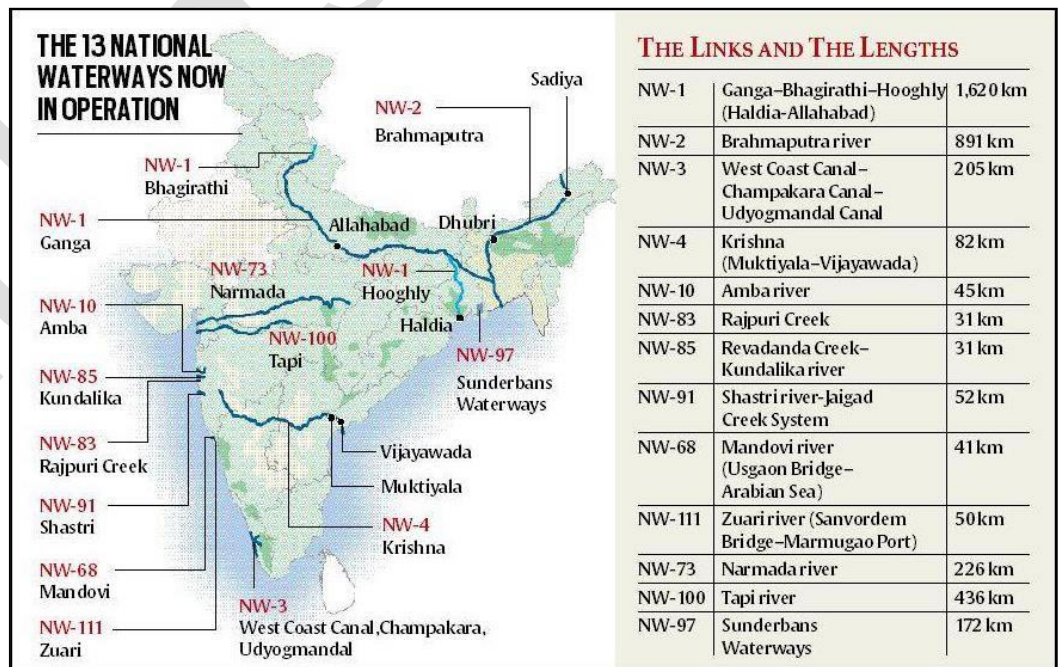 THE 13 NATIONAL
WATERWAYS NOW
IN OPERATION
Sadiya
NW-2
Brahmaputra
NW-1
Bhagirathi
NW-1
Ganga
Allahabad
Dhubri
NW-73
Narmada
NW-1
Hooghly
NW-10
Amba
Haldia
NW-100
Tapi
NW-97
Sunderbans
Waterways
NW-85
Kundalika
NW-83
Rajpuri Creek
Vijayawada
Muktiyala
NW-91
Shastri
NW-4
Krishna
NW-68
Mandovi
NW-3
West Coast Canal,Champakara,
Udyogmandal
NW-111
Zuari
THE LINKS AND THE LENGTHS
NW-1 Ganga–Bhagirathi–Hooghly 1,620 km
(Haldia-Allahabad)
NW-2 Brahmaputra river 891 km
NW-3 West Coast Canal– 205 km
Champakara Canal–
Udyogmandal Canal
NW-4 Krishna 82 km
(Muktiyala–Vijayawada)
NW-10 Amba river 45 km
NW-83 Rajpuri Creek 31 km
NW-85 Revadanda Creek– 31 km
Kundalika river
NW-91 Shastri river-Jaigad 52 km
Creek System
NW-68 Mandovi river 41 km
(Usgaon Bridge–
Arabian Sea)
NW-111 Zuari river (Sanvordem 50 km
Bridge–Marmugao Port)
NW-73 Narmada river 226 km
NW-100 Tapi river 436 km
NW-97 Sunderbans 172 km
Waterways